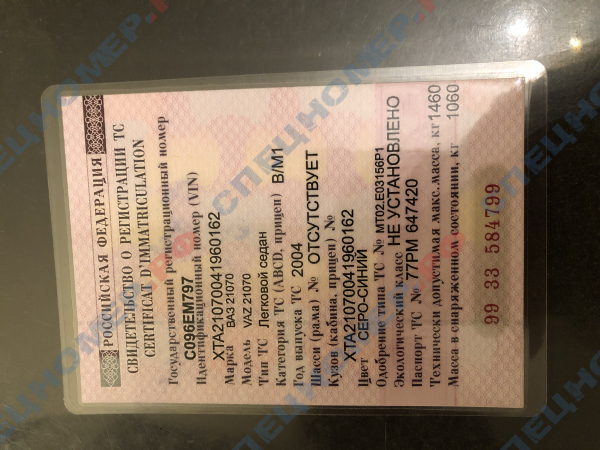 РОССИЙСКАЯ ФЕДЕРАЦИЯ
СВИДЕТЕЛЬСТВО О РЕГИСТРАЦИИ ТС
CERTIFICAT D'IMMATRICULATION
Государственный регистрационный номер
С096ЕМ797
Идентификационный номер (VIN)
XTA21070041960162
Марка ВАЗ 21070
Модель VAZ 21070
Тип ТС Легковой седан
Категория ТС (ABCD, прицеп) B/M1
Год выпуска ТС 2004
Шасси (рама) № ОТСУТСТВУЕТ
Кузов (кабина, прицеп) №
XTA21070041960162
Цвет СЕРО-СИНИЙ
Одобрение типа ТС № МТ02.Е03156Р1
Экологический класс НЕ УСТАНОВЛЕНО
Паспорт ТС № 77РМ 647420
Технически допустимая макс.масса, кг 1460
Масса в снаряженном состоянии, кг 1060
99 33 584799
СПЕЦНОМЕР.РФ